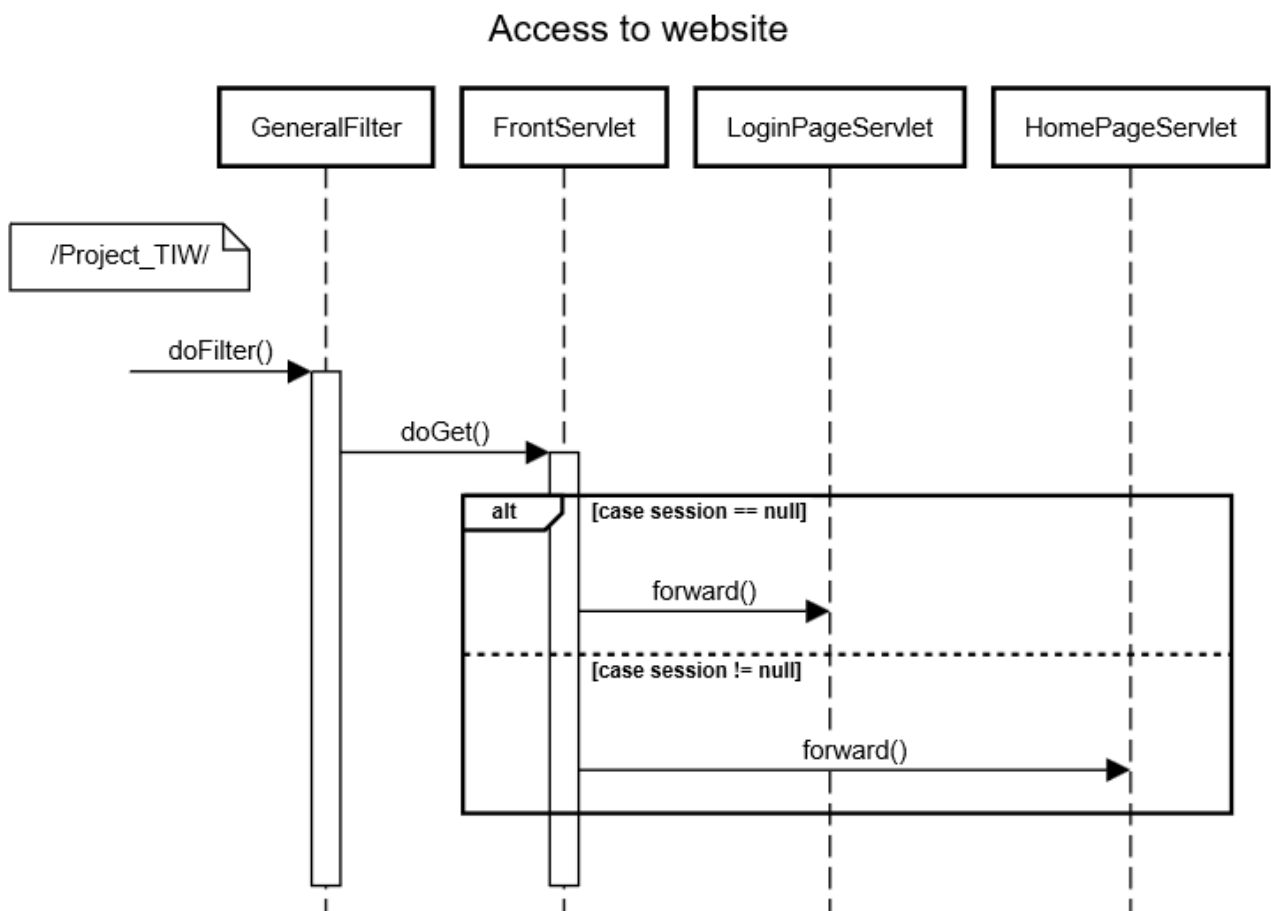 Access to website
GeneralFilter
FrontServlet
LoginPageServlet
HomePageServlet
/Project_TIW/
doFilter()
doGet()
alt
[case session == null]
forward()
[case session != null]
forward()